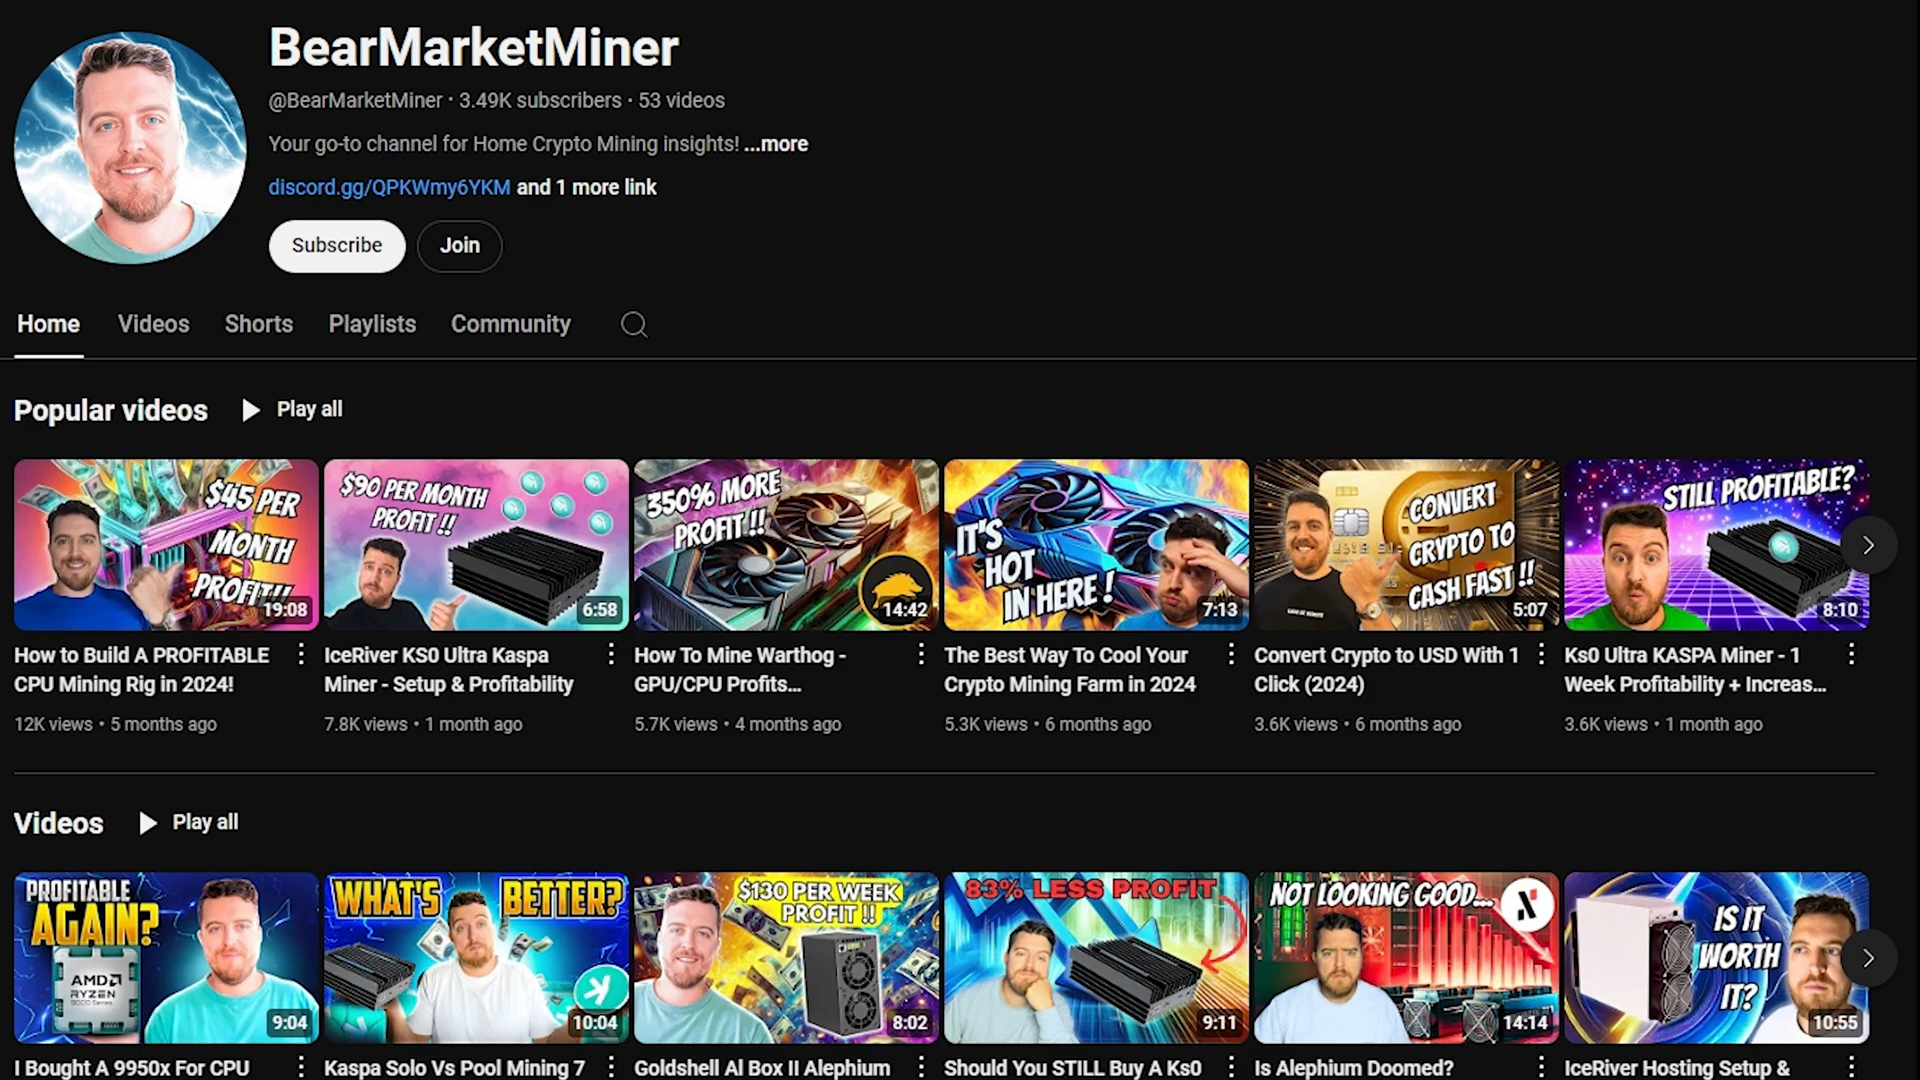 BearMarketMiner
@BearMarketMiner · 3.49K subscribers · 53 videos
Your go-to channel for Home Crypto Mining insights! ...more
discord.gg/QPKWmy6YKM and 1 more link
Subscribe
Join
Home
Videos
Shorts
Playlists
Community
Popular videos
Play all
$45 PER
MONTH
PROFIT!!
19:08
$90 PER MONTH
PROFIT !!
6:58
350% MORE
PROFIT !!
14:42
IT'S
HOT
IN HERE !
7:13
CONVERT
CRYPTO TO
CASH FAST !!
5:07
STILL PROFITABLE?
8:10
How to Build A PROFITABLE
CPU Mining Rig in 2024!
12K views • 5 months ago
IceRiver KS0 Ultra Kaspa
Miner - Setup & Profitability
7.8K views • 1 month ago
How To Mine Warthog -
GPU/CPU Profits...
5.7K views • 4 months ago
The Best Way To Cool Your
Crypto Mining Farm in 2024
5.3K views • 6 months ago
Convert Crypto to USD With 1
Click (2024)
3.6K views • 6 months ago
Ks0 Ultra KASPA Miner - 1
Week Profitability + Increas...
3.6K views • 1 month ago
Videos
Play all
PROFITABLE
AGAIN?
AMD
RYZEN
9000 Series
9:04
WHAT'S BETTER?
10:04
$130 PER WEEK
PROFIT !!
8:02
83% LESS PROFIT
9:11
NOT LOOKING GOOD...
14:14
IS IT
WORTH
IT?
10:55
I Bought A 9950x For CPU
Kaspa Solo Vs Pool Mining 7
Goldshell Al Box II Alephium
Should You STILL Buy A Ks0
Is Alephium Doomed?
IceRiver Hosting Setup &